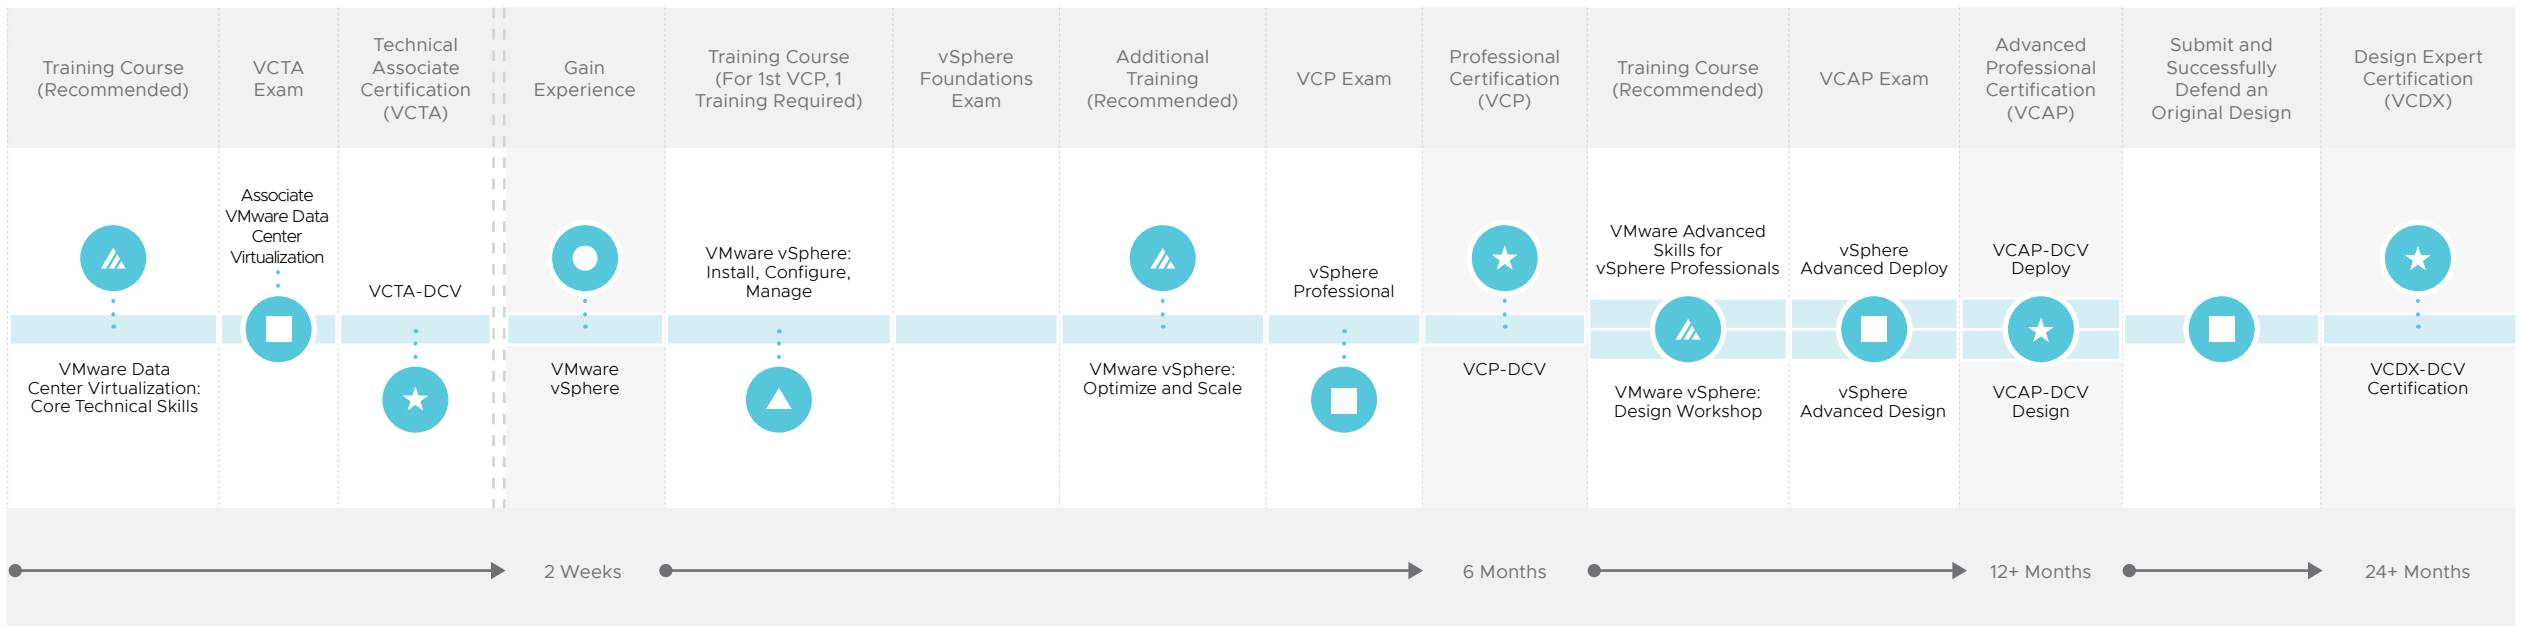 Training Course
(Recommended)
VCTA
Exam
Technical
Associate
Certification
(VCTA)
Gain
Experience
Training Course
(For 1st VCP, 1
Training Required)
vSphere
Foundations
Exam
Additional
Training
(Recommended)
VCP Exam
Professional
Certification
(VCP)
Training Course
(Recommended)
VCAP Exam
Advanced
Professional
Certification
(VCAP)
Submit and
Successfully
Defend an
Original Design
Design Expert
Certification
(VCDX)
VMware Data
Center Virtualization:
Core Technical Skills
Associate
VMware Data
Center
Virtualization
VCTA-DCV
VMware
vSphere
VMware vSphere:
Install, Configure,
Manage
VMware vSphere:
Optimize and Scale
vSphere
Professional
VCP-DCV
VMware Advanced
Skills for
vSphere Professionals
VMware vSphere:
Design Workshop
vSphere
Advanced Deploy
vSphere
Advanced Design
VCAP-DCV
Deploy
VCAP-DCV
Design
VCDX-DCV
Certification
2 Weeks
6 Months
12+ Months
24+ Months